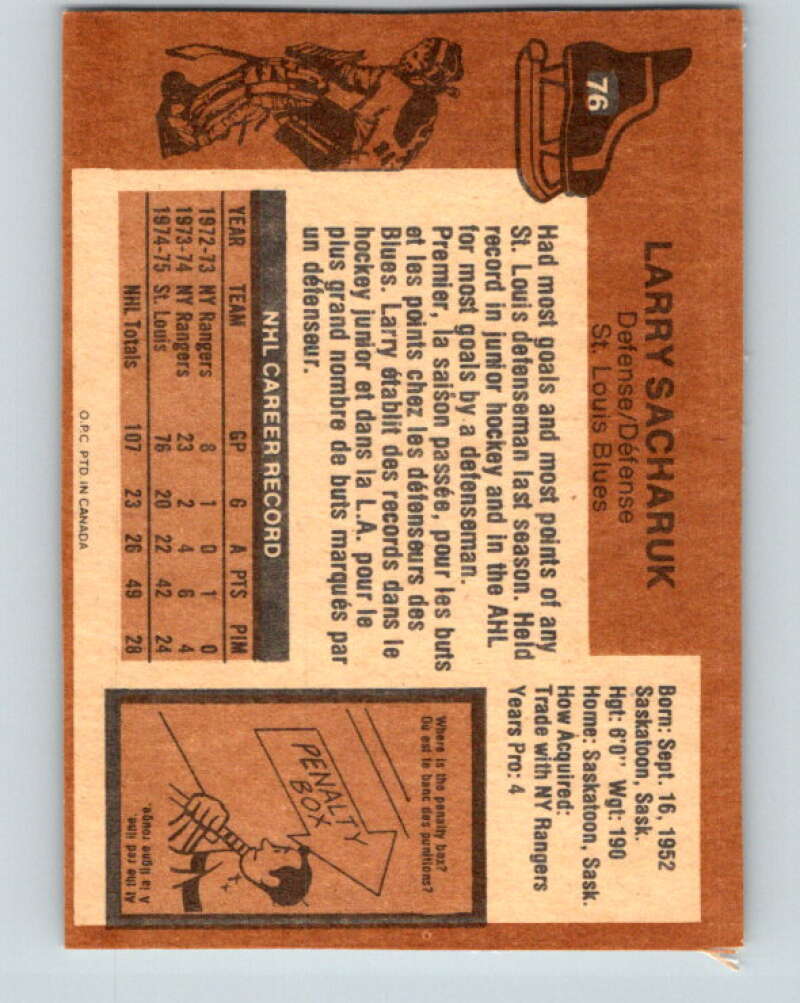 76
LARRY SACHARUK
Defense/Défense
St. Louis Blues
Born: Sept. 16, 1952
Saskatoon, Sask.
Hgt: 6'0" Wgt: 190
Home: Saskatoon, Sask.
How Acquired:
Trade with NY Rangers
Years Pro: 4
Had most goals and most points of any
St. Louis defenseman last season. Held
record in junior hockey and in the AHL
for most goals by a defenseman.
Premier, la saison passée, pour les buts
et les points chez les défenseurs des
Blues. Larry établit des records dans le
hockey junior et dans la L.A. pour le
plus grand nombre de buts marqués par
un défenseur.
NHL CAREER RECORD
YEAR TEAM GP G A PTS PIM
1972-73 NY Rangers 8 1 0 1 0
1973-74 NY Rangers 23 2 4 6 4
1974-75 St. Louis 76 20 22 42 24
NHL Totals 107 23 26 49 28
Where is the penalty box?
Où est le banc des punitions?
PENALTY
BOX
At the red line.
A la ligne rouge.
O.P.C. PTD. IN CANADA